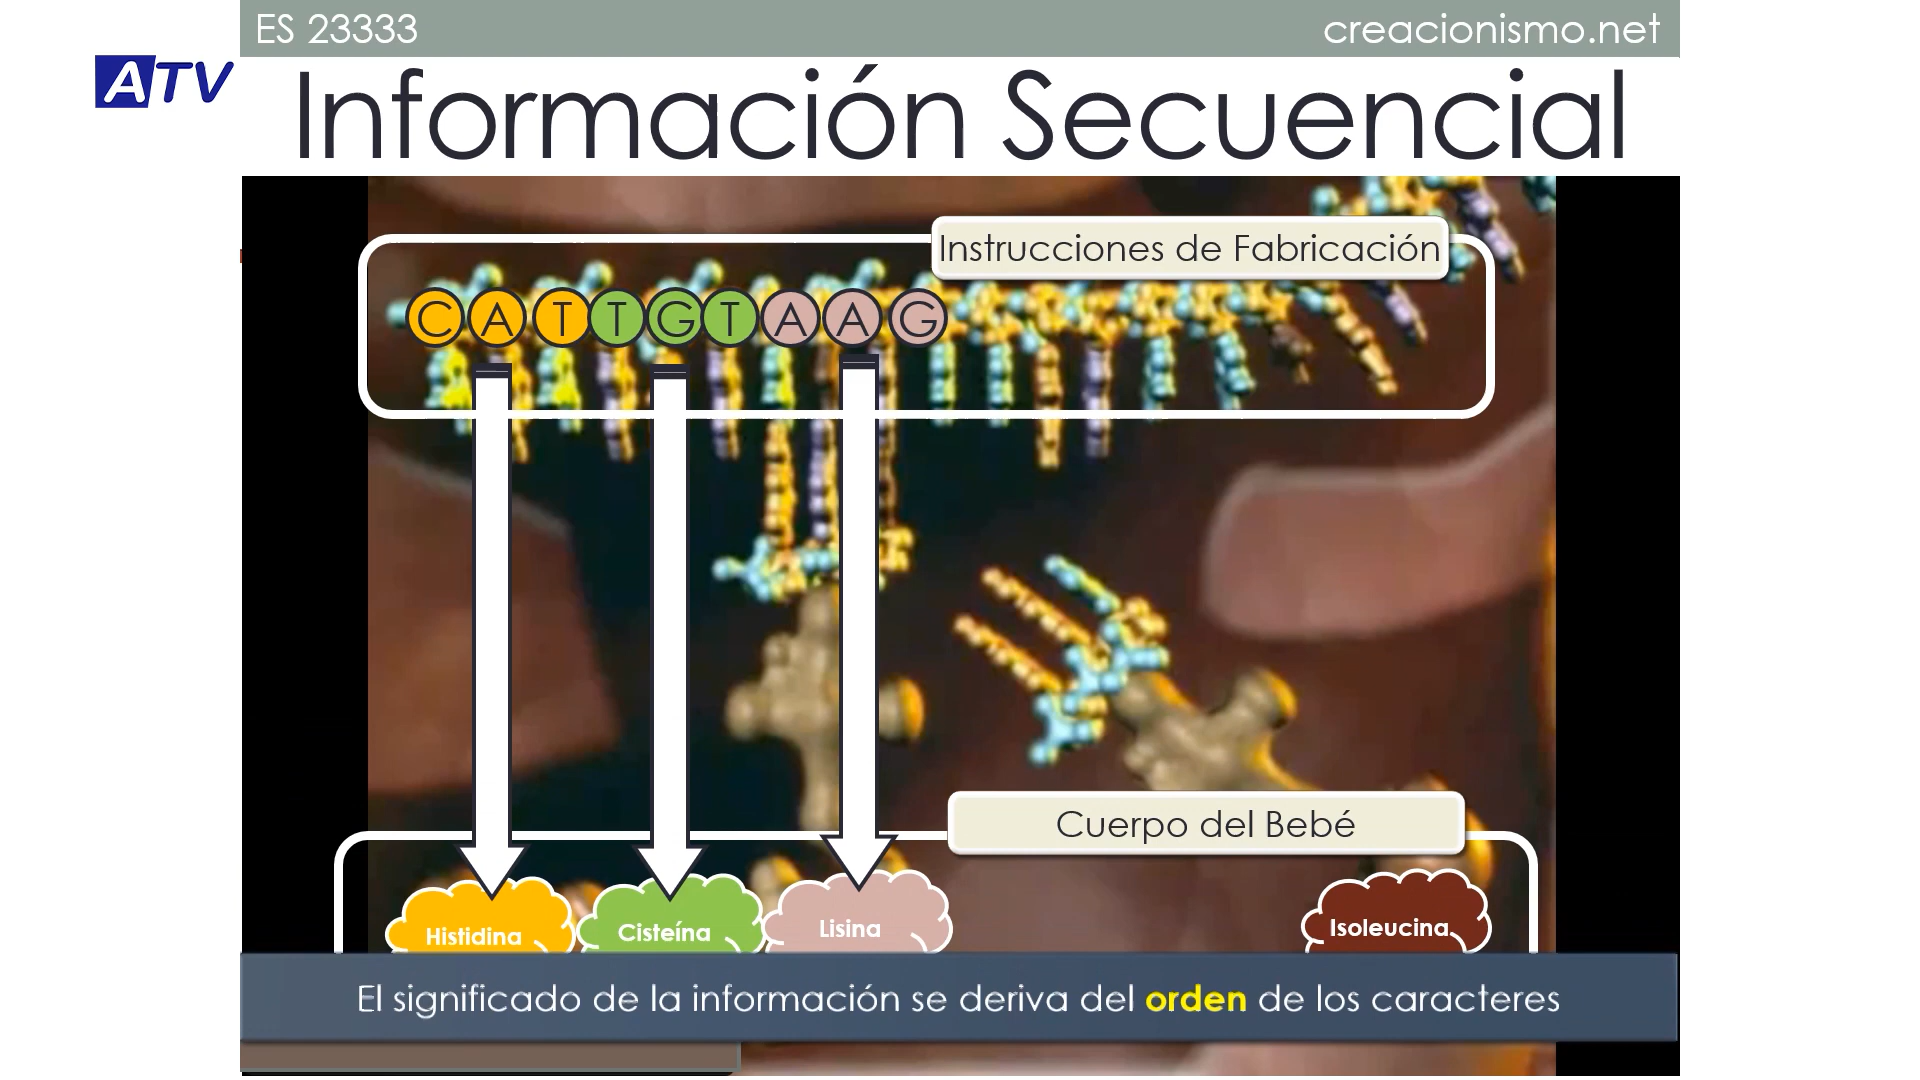 ES 23333
creacionismo.net
ATV
Información Secuencial
Instrucciones de Fabricación
C A T T G T A A G
Cuerpo del Bebé
Histidina
Cisteína
Lisina
Isoleucina
El significado de la información se deriva del orden de los caracteres